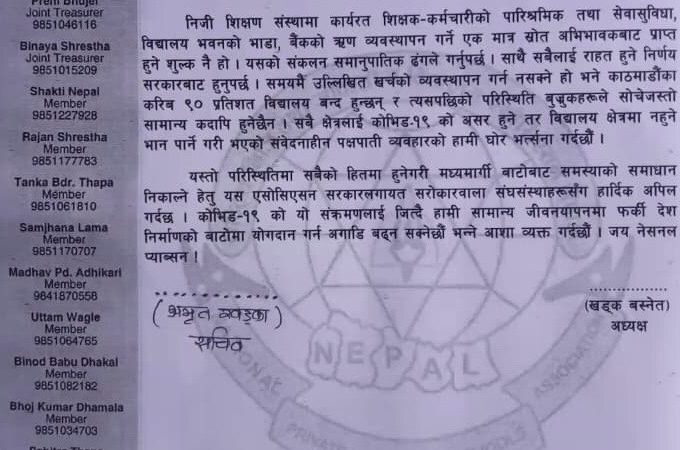 Prem Bhujel
Joint Treasurer
9851046116
Binaya Shrestha
Joint Treasurer
9851015209
Shakti Nepal
Member
9851227928
Rajan Shrestha
Member
9851177783
Tanka Bdr. Thapa
Member
9851061810
Samjhana Lama
Member
9851170707
Madhav Pd. Adhikari
Member
9841870558
Uttam Wagle
Member
9851064765
Binod Babu Dhakal
Member
9851082182
Bhoj Kumar Dhamala
Member
9851034703
निजी शिक्षण संस्थामा कार्यरत शिक्षक-कर्मचारीको पारिश्रमिक तथा सेवासुविधा,
विद्यालय भवनको भाडा, बैंकको ऋण व्यवस्थापन गर्ने एक मात्र स्रोत अभिभावकबाट प्राप्त
हुने शुल्क नै हो । यसको संकलन समानुपातिक ढंगले गर्नुपर्छ । साथै सबैलाई राहत हुने निर्णय
सरकारबाट हुनुपर्छ । समयमै उल्लिखित खर्चको व्यवस्थापन गर्न नसक्ने हो भने काठमाडौंका
करिब ९० प्रतिशत विद्यालय बन्द हुन्छन् र त्यसपछिको परिस्थिति बुज्रुकहरूले सोचेजस्तो
सामान्य कदापि हुनेछैन । सबै क्षेत्रलाई कोभिड-१९ को असर हुने तर विद्यालय क्षेत्रमा नहुने
भान पार्ने गरी भएको संवेदनाहीन पक्षपाती व्यवहारको हामी घोर भर्त्सना गर्दछौं ।
यस्तो परिस्थितिमा सबैको हितमा हुनेगरी मध्यमार्गी बाटोबाट समस्याको समाधान
निकाल्ने हेतु यस एसोसिएसन सरकारलगायत सरोकारवाला संघसंस्थाहरूसँग हार्दिक अपिल
गर्दछ । कोभिड-१९ को यो संक्रमणलाई जित्दै हामी सामान्य जीवनयापनमा फर्की देश
निर्माणको बाटोमा योगदान गर्न अगाडि बढ्न सक्नेछौं भन्ने आशा व्यक्त गर्दछौं । जय नेसनल
प्याब्सन ।
(खड्क बस्नेत)
सचिव
अध्यक्ष
NEPAL